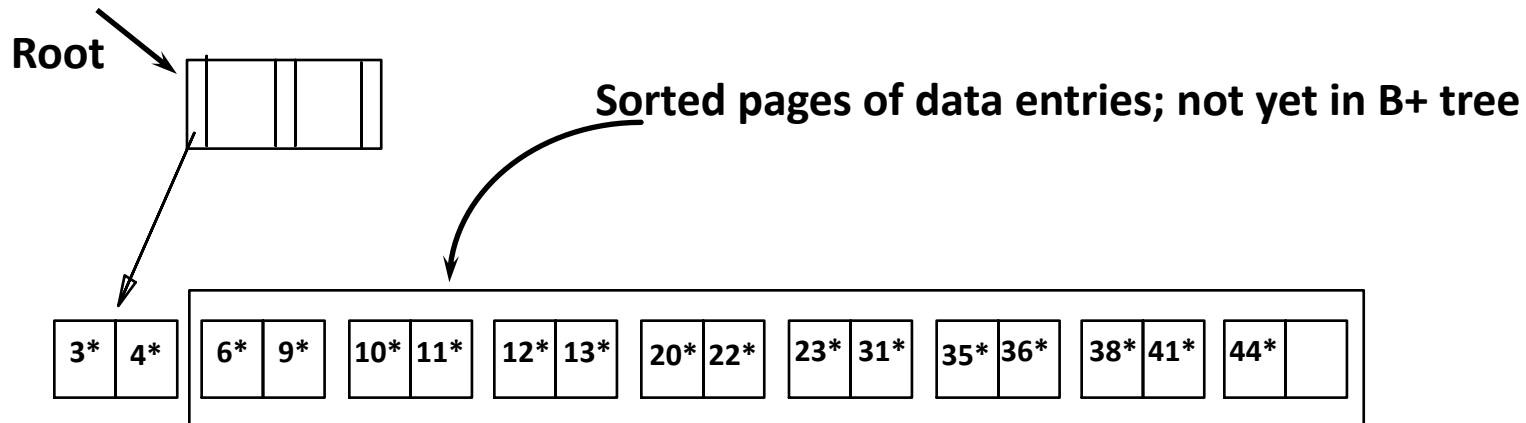 Root
Sorted pages of data entries; not yet in B+ tree
3* 4* 6* 9* 10* 11* 12* 13* 20* 22* 23* 31* 35* 36* 38* 41* 44*